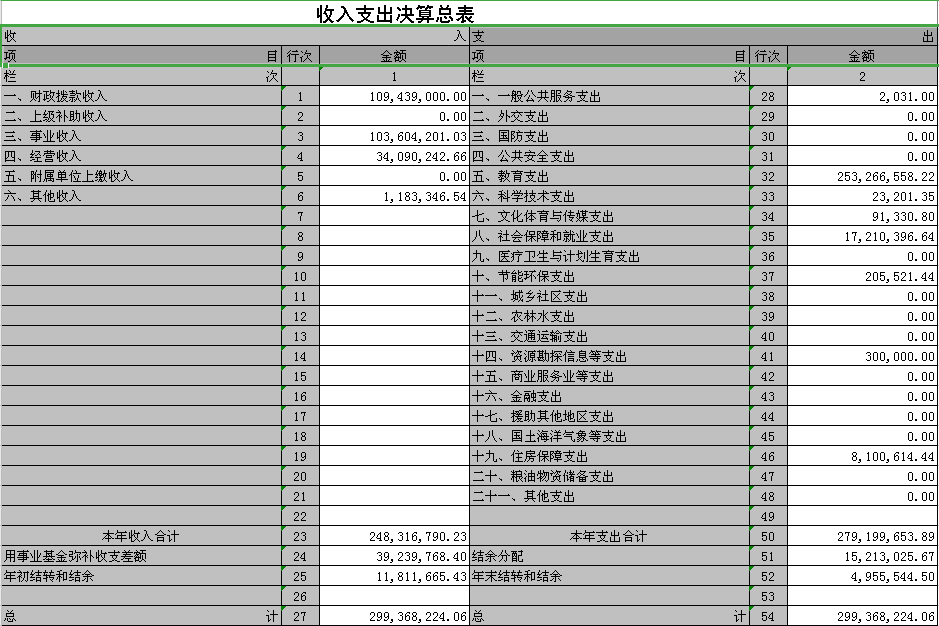 收入支出决算总表
收 入 支 出
项 目 行次 金额 项 目 行次 金额
栏 次 1 栏 次 2
一、财政拨款收入 1 109,439,000.00 一、一般公共服务支出 28 2,031.00
二、上级补助收入 2 0.00 二、外交支出 29 0.00
三、事业收入 3 103,604,201.03 三、国防支出 30 0.00
四、经营收入 4 34,090,242.66 四、公共安全支出 31 0.00
五、附属单位上缴收入 5 0.00 五、教育支出 32 253,266,558.22
六、其他收入 6 1,183,346.54 六、科学技术支出 33 23,201.35
7 七、文化体育与传媒支出 34 91,330.80
8 八、社会保障和就业支出 35 17,210,396.64
9 九、医疗卫生与计划生育支出 36 0.00
10 十、节能环保支出 37 205,521.44
11 十一、城乡社区支出 38 0.00
12 十二、农林水支出 39 0.00
13 十三、交通运输支出 40 0.00
14 十四、资源勘探信息等支出 41 300,000.00
15 十五、商业服务业等支出 42 0.00
16 十六、金融支出 43 0.00
17 十七、援助其他地区支出 44 0.00
18 十八、国土海洋气象等支出 45 0.00
19 十九、住房保障支出 46 8,100,614.44
20 二十、粮油物资储备支出 47 0.00
21 二十一、其他支出 48 0.00
22 49
本年收入合计 23 248,316,790.23 本年支出合计 50 279,199,653.89
用事业基金弥补收支差额 24 39,239,768.40 结余分配 51 15,213,025.67
年初结转和结余 25 11,811,665.43 年末结转和结余 52 4,955,544.50
26 53
总 计 27 299,368,224.06 总 计 54 299,368,224.06